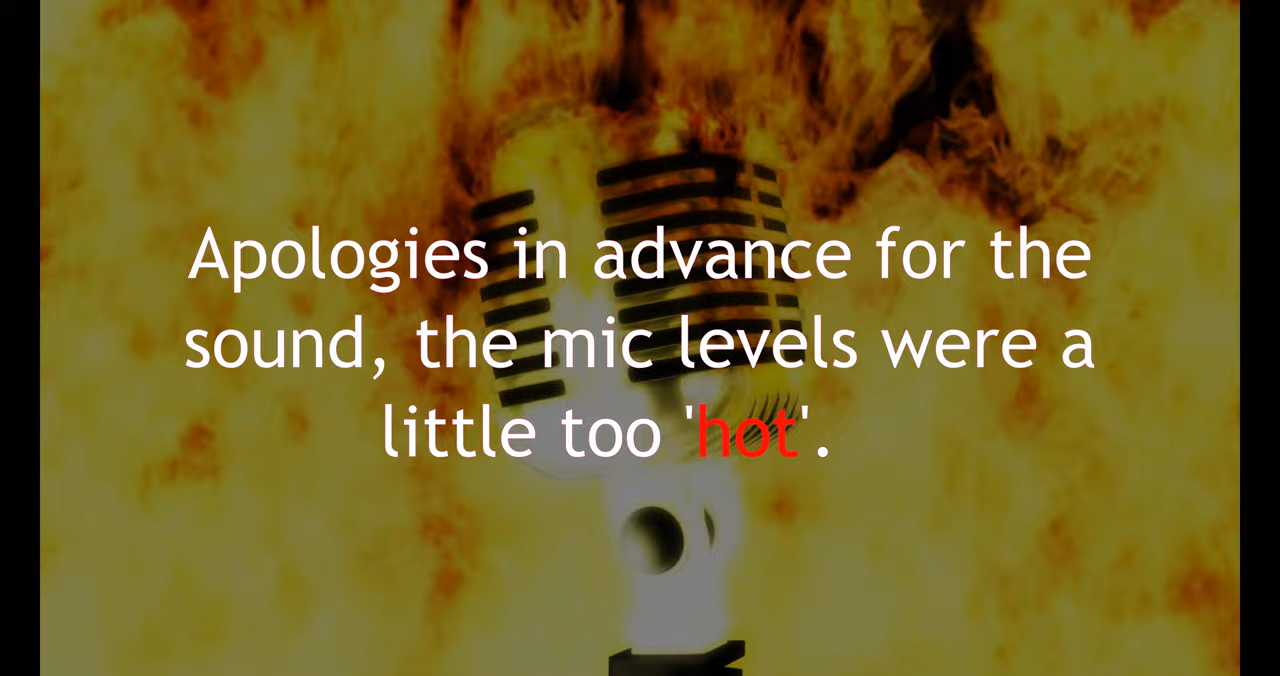 Apologies in advance for the
sound, the mic levels were a
little too 'hot'.